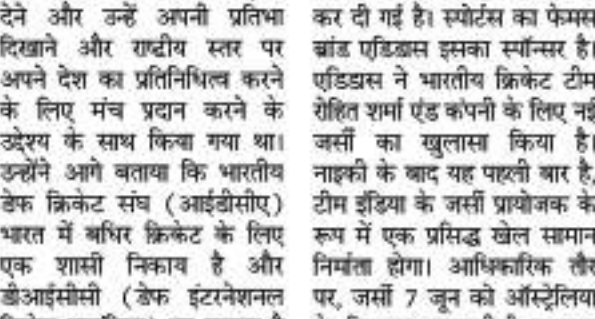 देने और उन्हें अपनी प्रतिभा
दिखाने और राष्ट्रीय स्तर पर
अपने देश का प्रतिनिधित्व करने
के लिए मंच प्रदान करने के
उद्देश्य के साथ किया गया था।
उन्होंने आगे बताया कि भारतीय
डेफ क्रिकेट संघ (आईडीसीए)
भारत में बधिर क्रिकेट के लिए
एक शासी निकाय है और
डीआईसीसी (डेफ इंटरनेशनल
कर दी गई है। स्पोर्टस का फेमस
ब्रांड एडिडास इसका स्पॉन्सर है।
एडिडास ने भारतीय क्रिकेट टीम
रोहित शर्मा एंड कंपनी के लिए नई
जर्सी का खुलासा किया है।
नाइकी के बाद यह पहली बार है,
टीम इंडिया के जर्सी प्रायोजक के
रूप में एक प्रसिद्ध खेल सामान
निर्माता होगा। आधिकारिक तौर
पर, जर्सी 7 जून को ऑस्ट्रेलिया